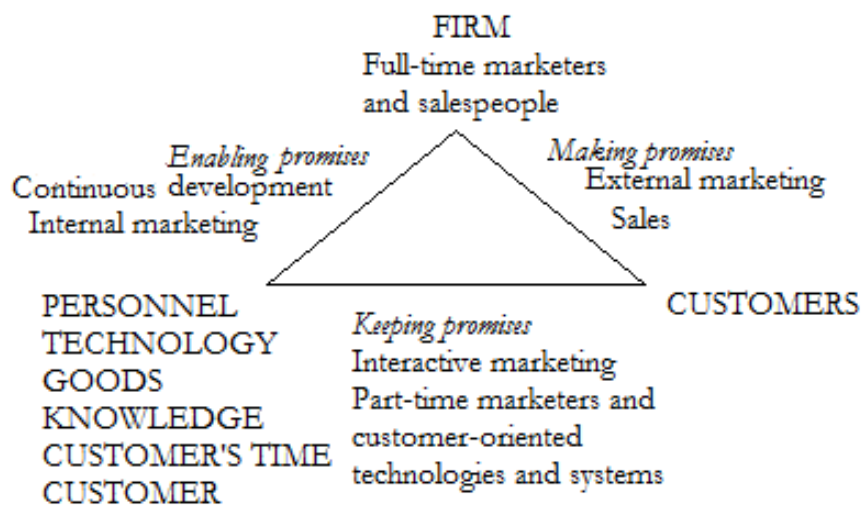 FIRM
Full-time marketers
and salespeople
Enabling promises
Continuous development
Internal marketing
Making promises
External marketing
Sales
PERSONNEL
TECHNOLOGY
GOODS
KNOWLEDGE
CUSTOMER'S TIME
CUSTOMER
Keeping promises
Interactive marketing
Part-time marketers and
customer-oriented
technologies and systems
CUSTOMERS